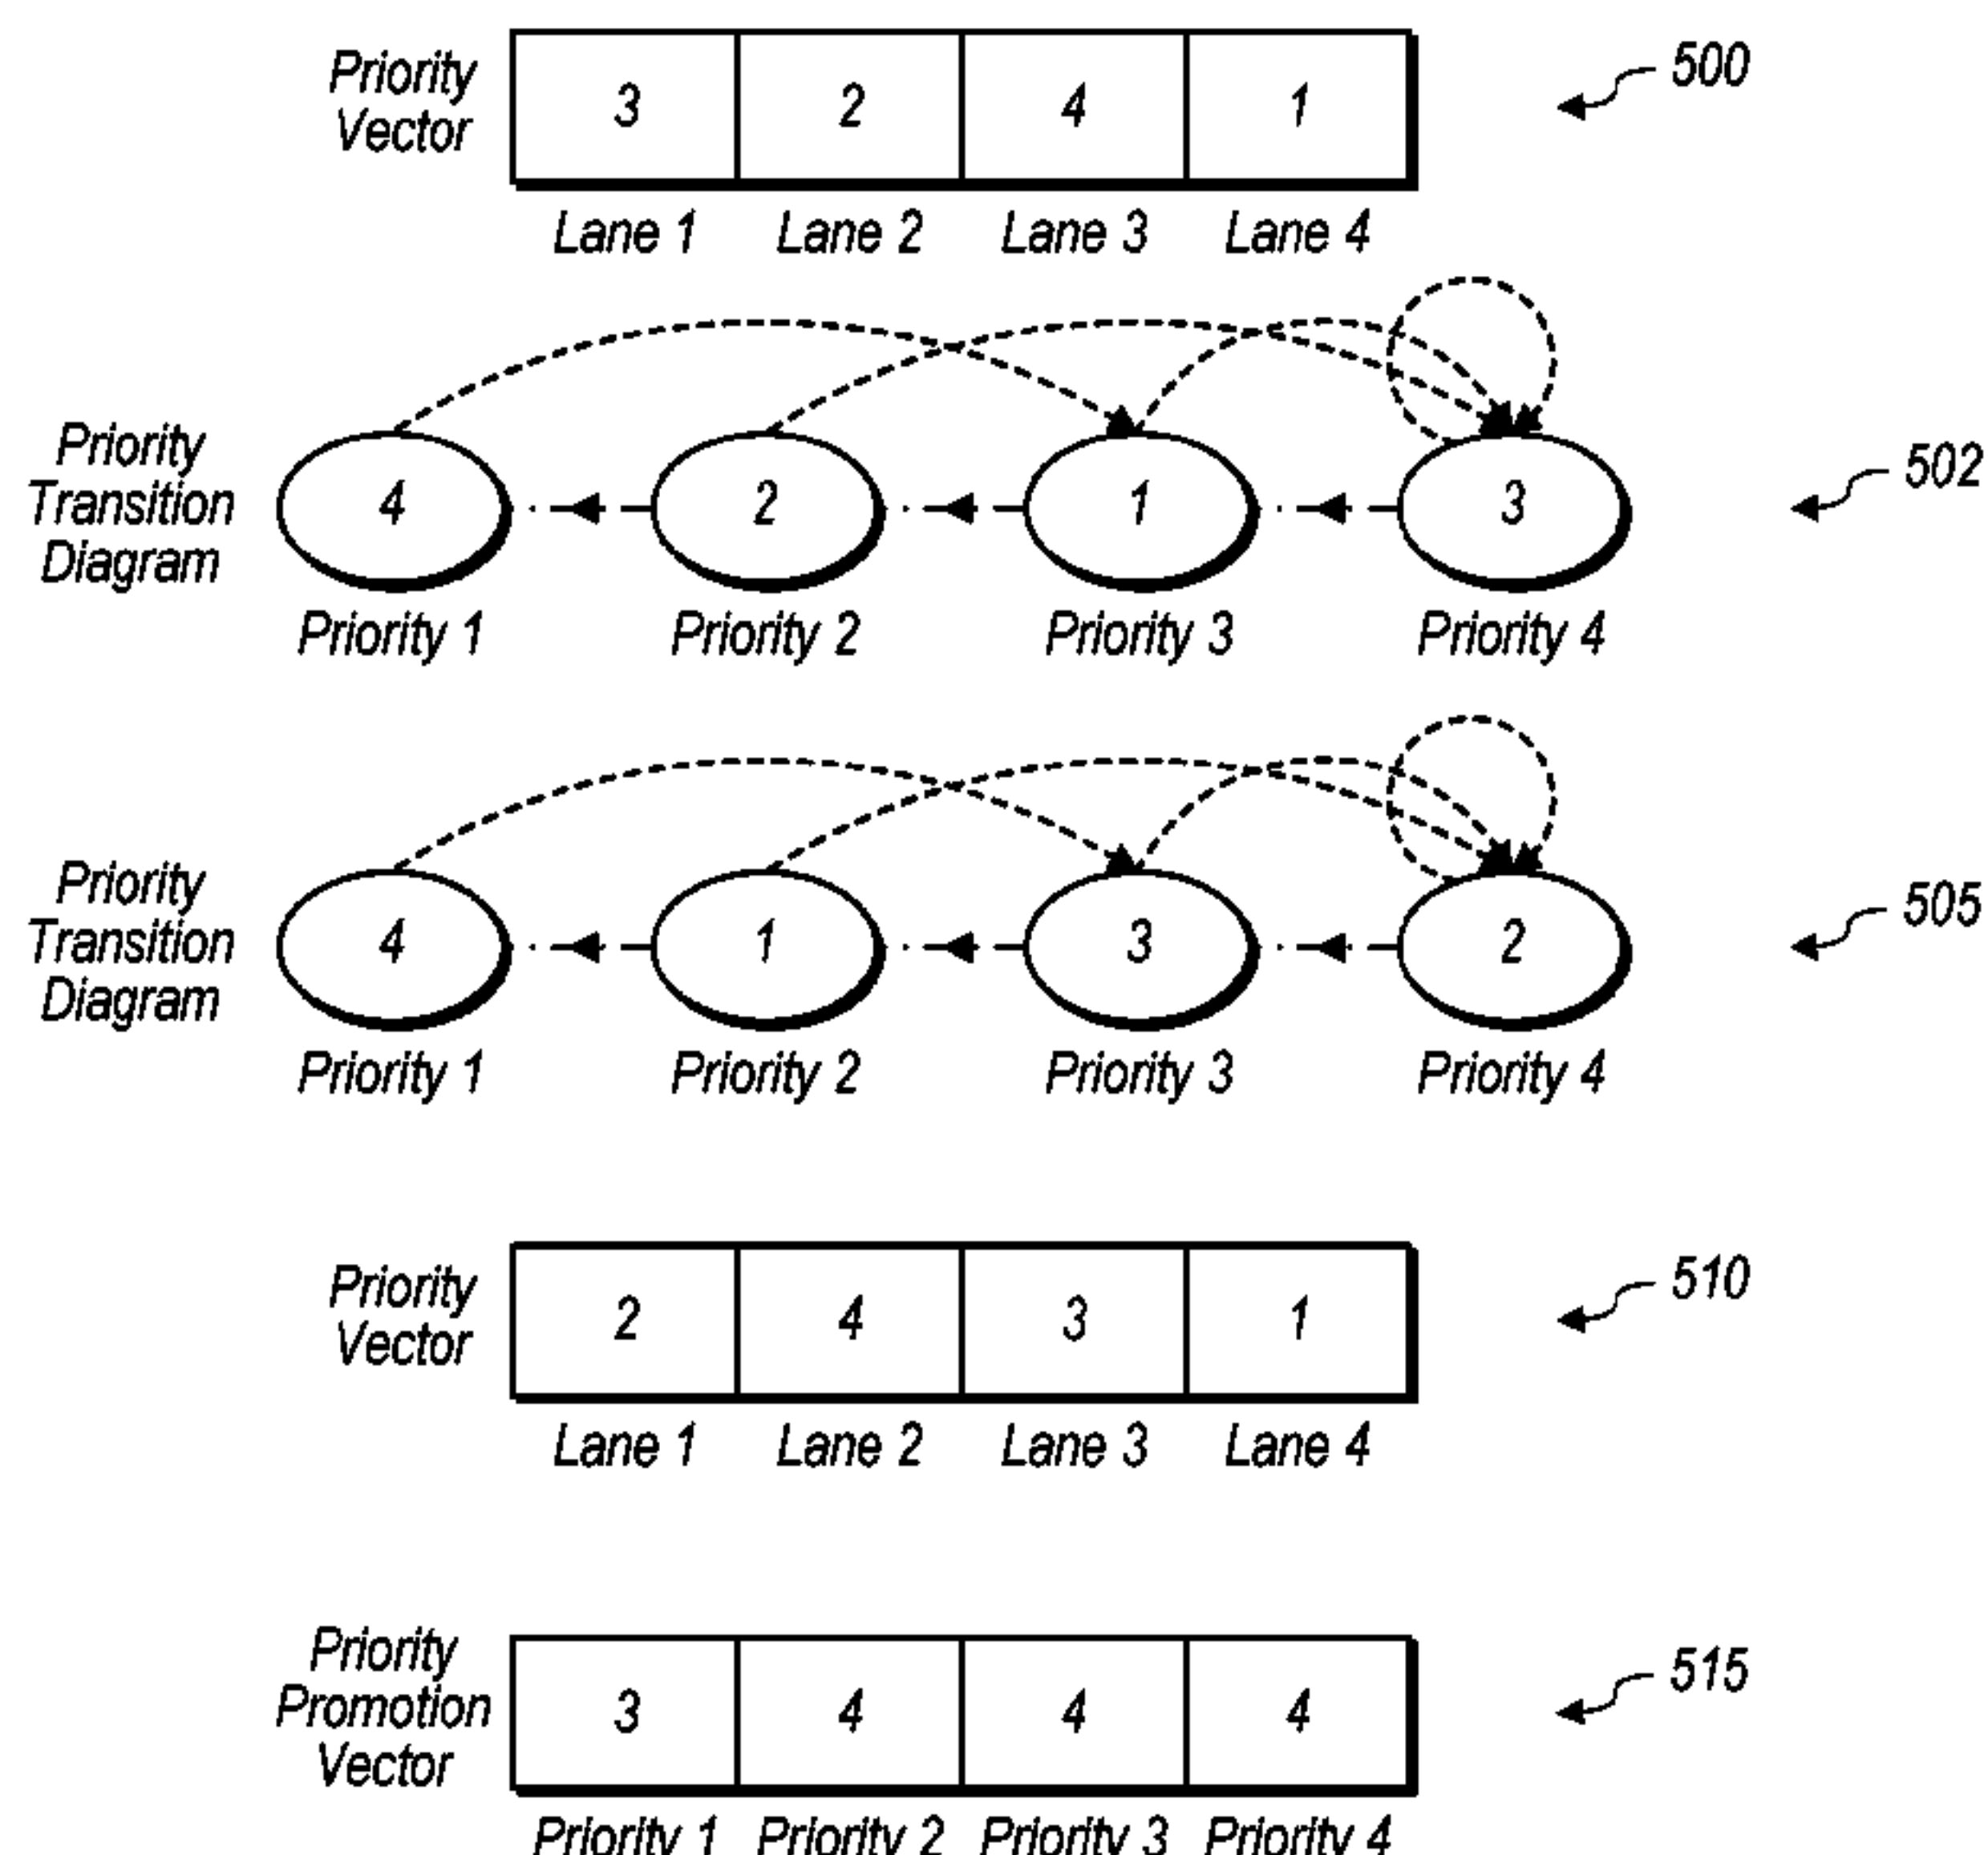 Priority Vector 3 2 4 1 500
Lane 1 Lane 2 Lane 3 Lane 4
Priority Transition Diagram 4 2 1 3 502
Priority 1 Priority 2 Priority 3 Priority 4
Priority Transition Diagram 4 1 3 2 505
Priority 1 Priority 2 Priority 3 Priority 4
Priority Vector 2 4 3 1 510
Lane 1 Lane 2 Lane 3 Lane 4
Priority Promotion Vector 3 4 4 4 515
Priority 1 Priority 2 Priority 3 Priority 4